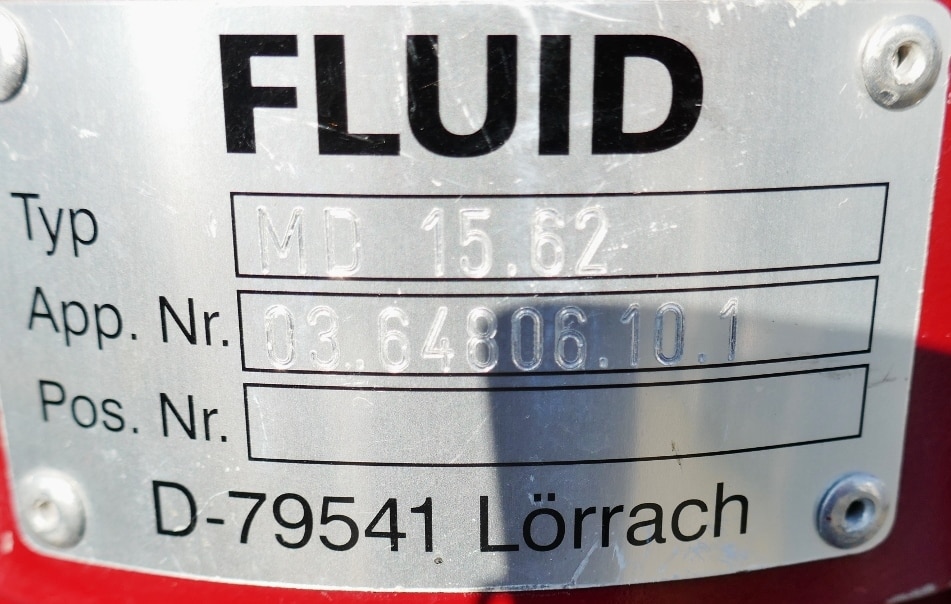 FLUID
Typ MD 15.62
App. Nr. 03.64806.10.1
Pos. Nr.
D-79541 Lörrach